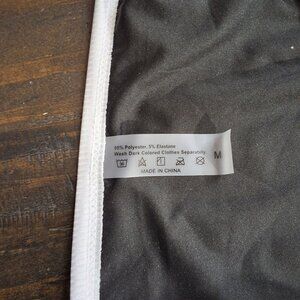 95% Polyester, 5% Elastane
Wash Dark Colored Clothes Separately.
M
MADE IN CHINA